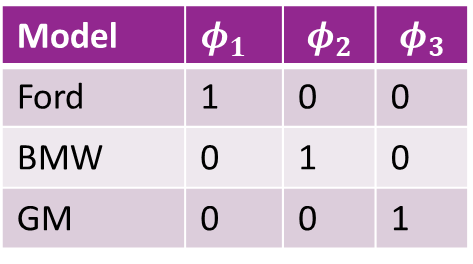 Model ϕ₁ ϕ₂ ϕ₃
Ford 1 0 0
BMW 0 1 0
GM 0 0 1